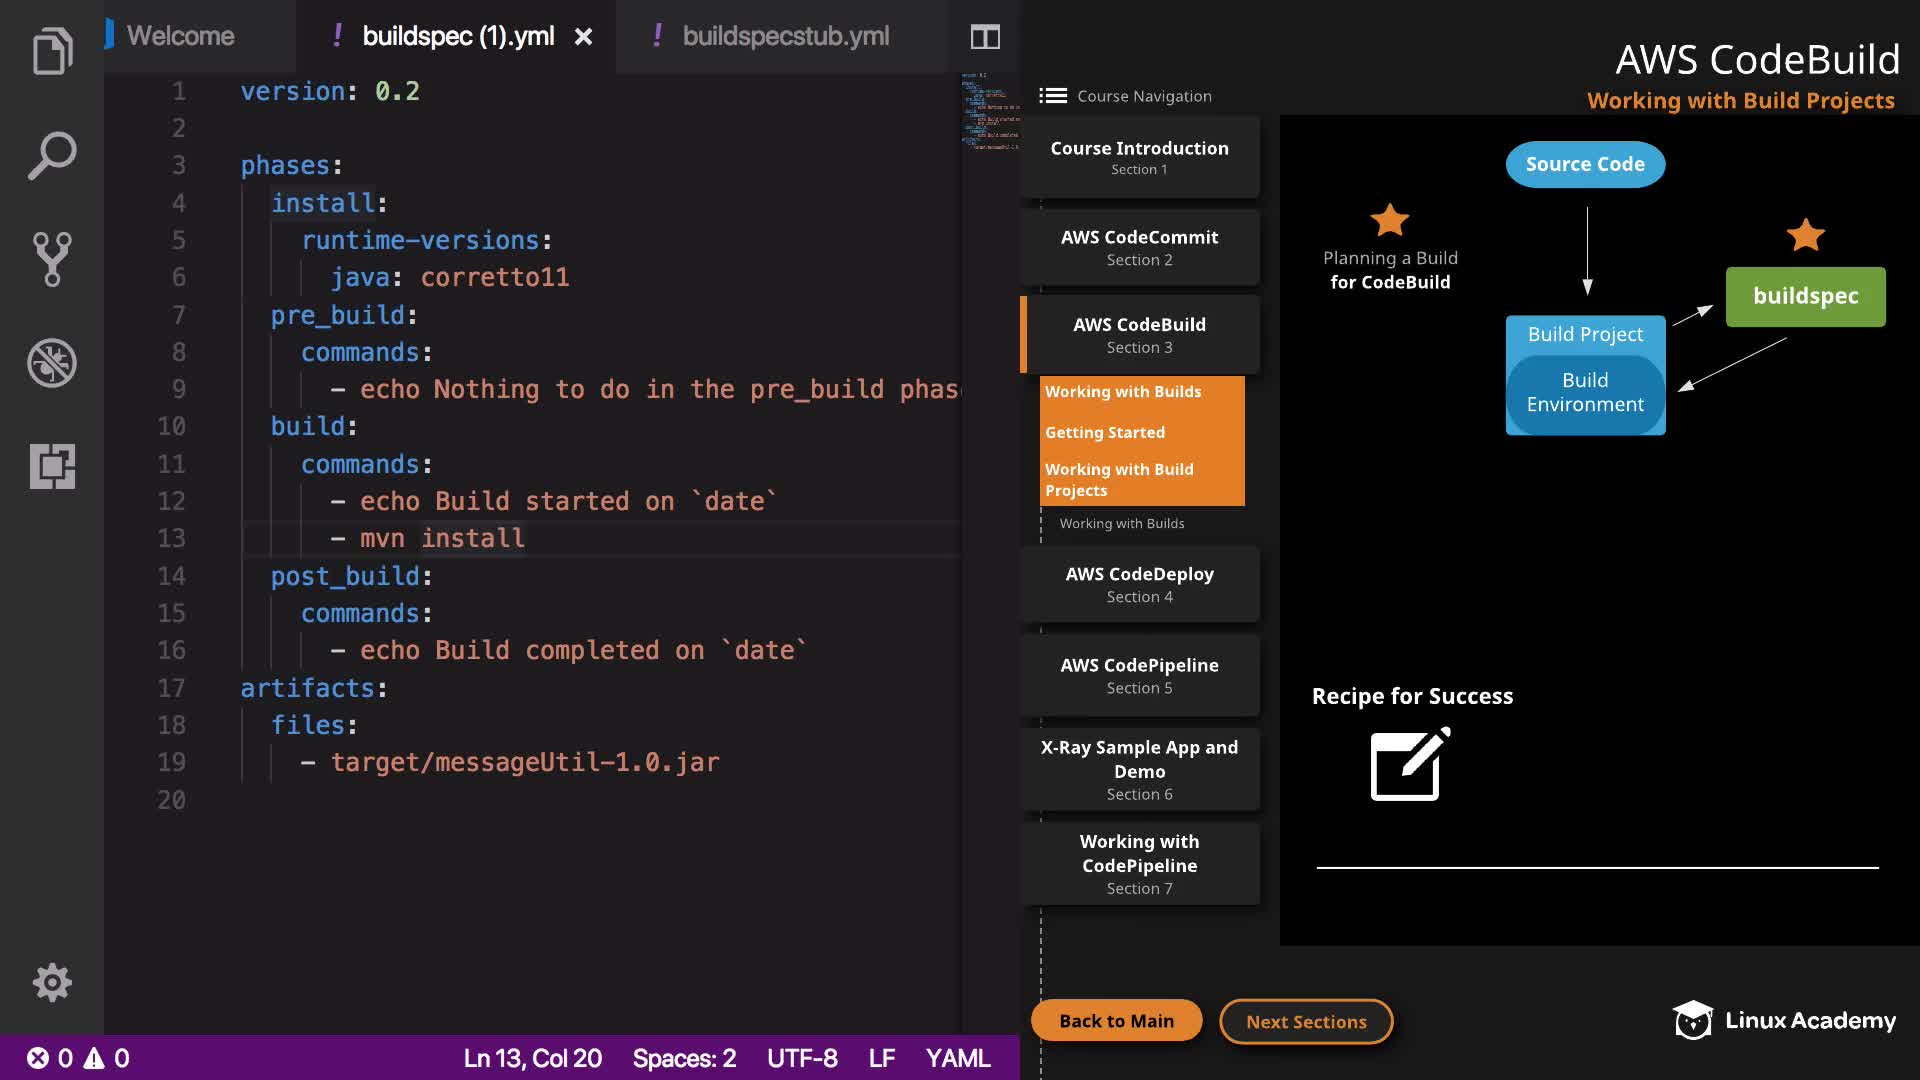 Welcome
! buildspec (1).yml ×
! buildspecstub.yml
1 version: 0.2
2
3 phases:
4 install:
5 runtime-versions:
6 java: corretto11
7 pre_build:
8 commands:
9 - echo Nothing to do in the pre_build phas
10 build:
11 commands:
12 - echo Build started on `date`
13 - mvn install
14 post_build:
15 commands:
16 - echo Build completed on `date`
17 artifacts:
18 files:
19 - target/messageUtil-1.0.jar
20
0 0 Ln 13, Col 20 Spaces: 2 UTF-8 LF YAML
AWS CodeBuild
Working with Build Projects
Course Navigation
Course Introduction
Section 1
AWS CodeCommit
Section 2
AWS CodeBuild
Section 3
Working with Builds
Getting Started
Working with Build
Projects
Working with Builds
AWS CodeDeploy
Section 4
AWS CodePipeline
Section 5
X-Ray Sample App and
Demo
Section 6
Working with
CodePipeline
Section 7
Back to Main
Next Sections
Source Code
Planning a Build
for CodeBuild
buildspec
Build Project
Build
Environment
Recipe for Success
Linux Academy